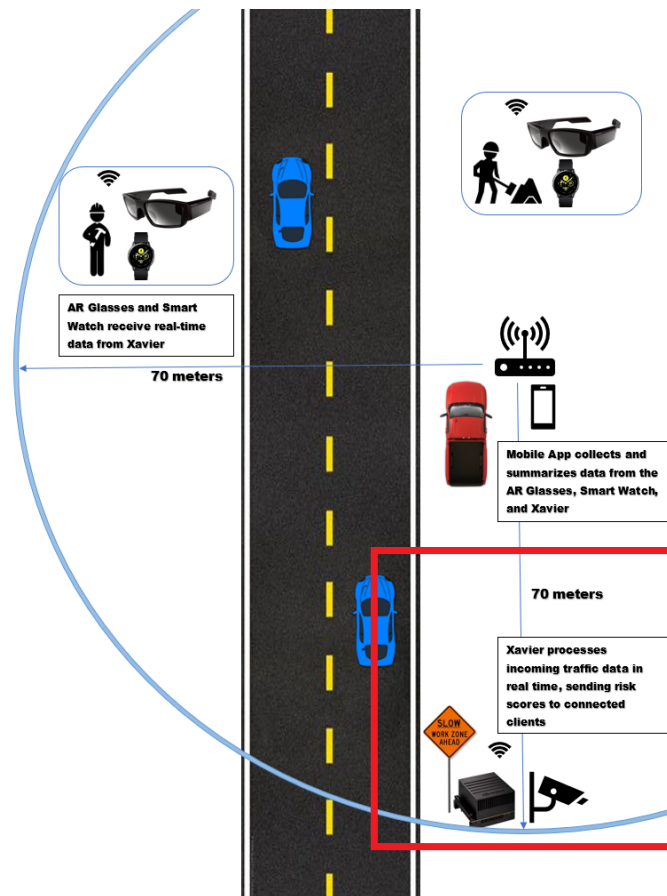 AR Glasses and Smart
Watch receive real-time
data from Xavier
70 meters
Mobile App collects and
summarizes data from the
AR Glasses, Smart Watch,
and Xavier
70 meters
Xavier processes
incoming traffic data in
real time, sending risk
scores to connected
clients
SLOW
WORK ZONE
AHEAD